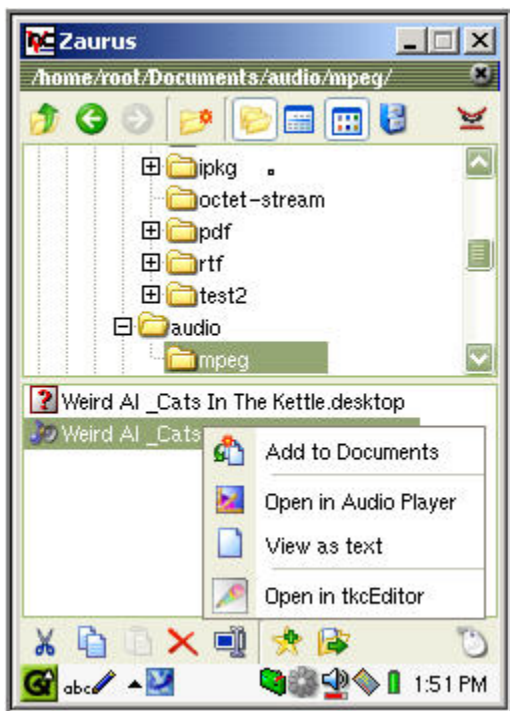 Zaurus
/home/root/Documents/audio/mpeg/
ipkg
octet-stream
pdf
rtf
test2
audio
mpeg
Weird Al _Cats In The Kettle.desktop
Weird Al _Cats
Add to Documents
Open in Audio Player
View as text
Open in tkcEditor
abc
1:51 PM